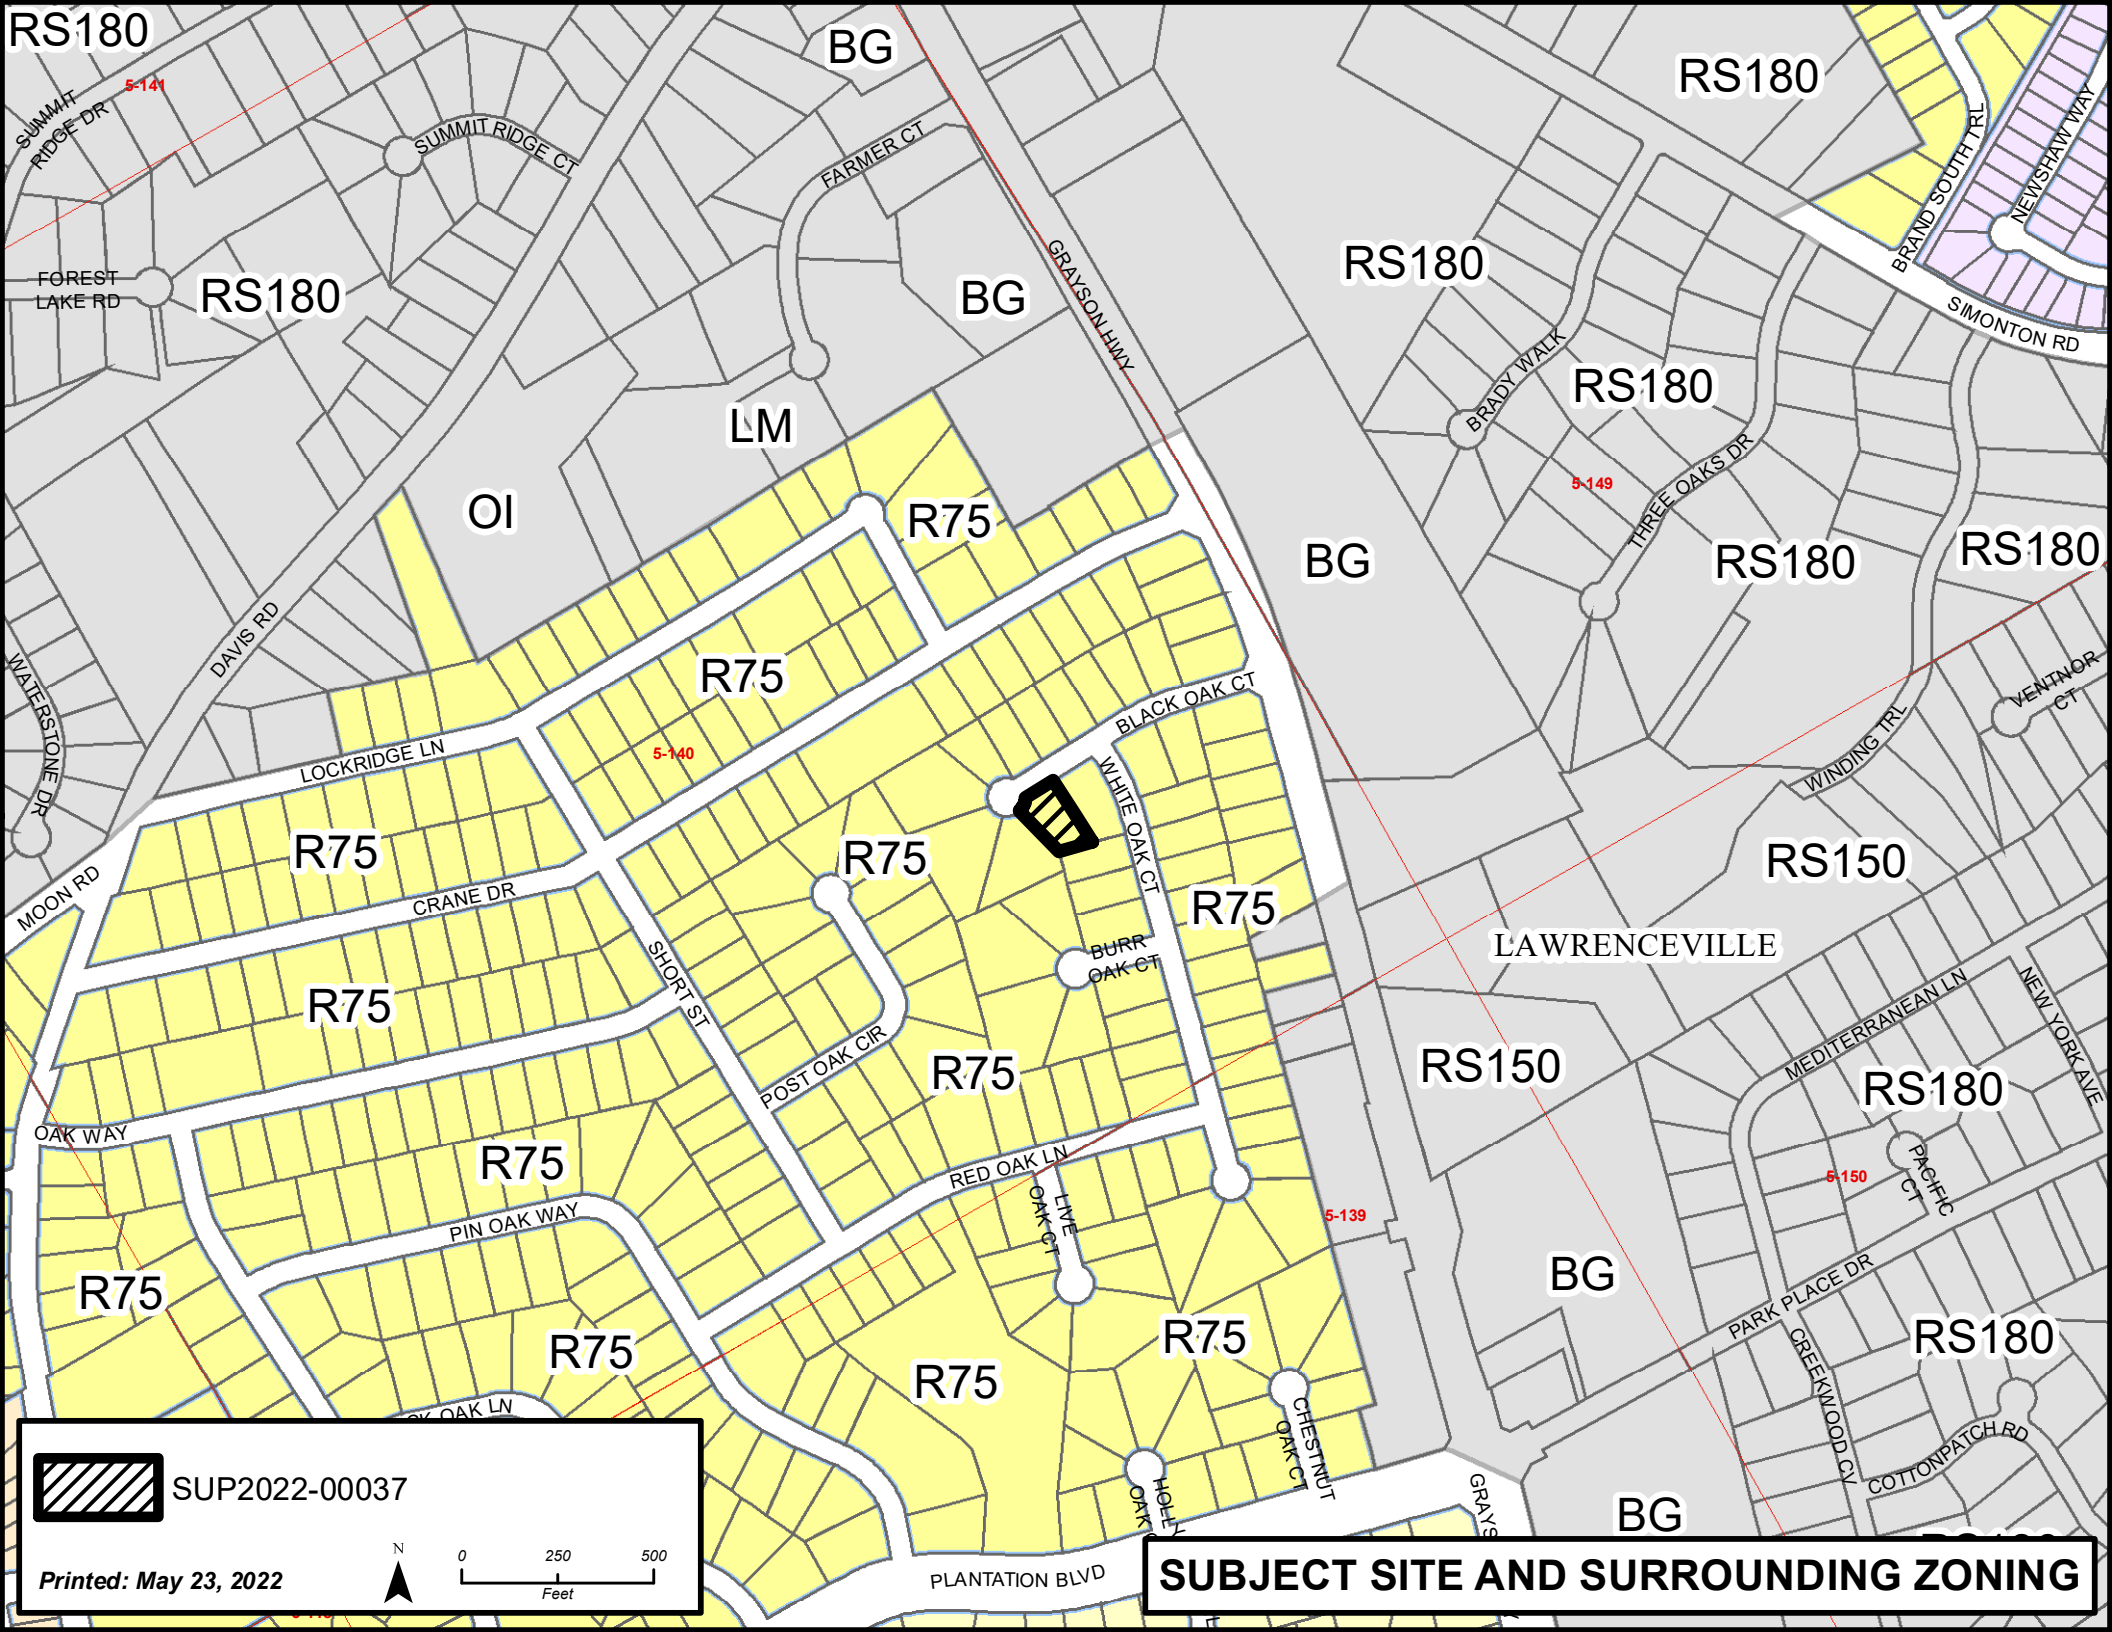 RS180
BG
RS180
5-141
SUMMIT
RIDGE DR
SUMMIT RIDGE CT
FARMER CT
BRAND SOUTH TRL
NEWSHAW WAY
FOREST
LAKE RD
RS180
BG
GRAYSON HWY
RS180
SIMONTON RD
BRADY WALK
RS180
LM
OI
R75
5-149
THREE OAKS DR
BG
RS180
RS180
DAVIS RD
WATERSTONE DR
R75
BLACK OAK CT
VENTNOR
CT
LOCKRIDGE LN
5-140
WHITE OAK CT
WINDING TRL
R75
R75
RS150
MOON RD
CRANE DR
R75
SHORT ST
BURR
OAK CT
LAWRENCEVILLE
R75
MEDITERRANEAN LN
NEW YORK AVE
POST OAK CIR
R75
RS150
RS180
OAK WAY
R75
RED OAK LN
LIVE
OAK CT
5-150
PACIFIC
CT
PIN OAK WAY
5-139
R75
BG
PARK PLACE DR
R75
R75
R75
CREEKWOOD CV
RS180
CHESTNUT
OAK CT
OAK LN
COTTONPATCH RD
HOLLY
OAK
BG
SUP2022-00037
N
0 250 500
Feet
Printed: May 23, 2022
PLANTATION BLVD
SUBJECT SITE AND SURROUNDING ZONING